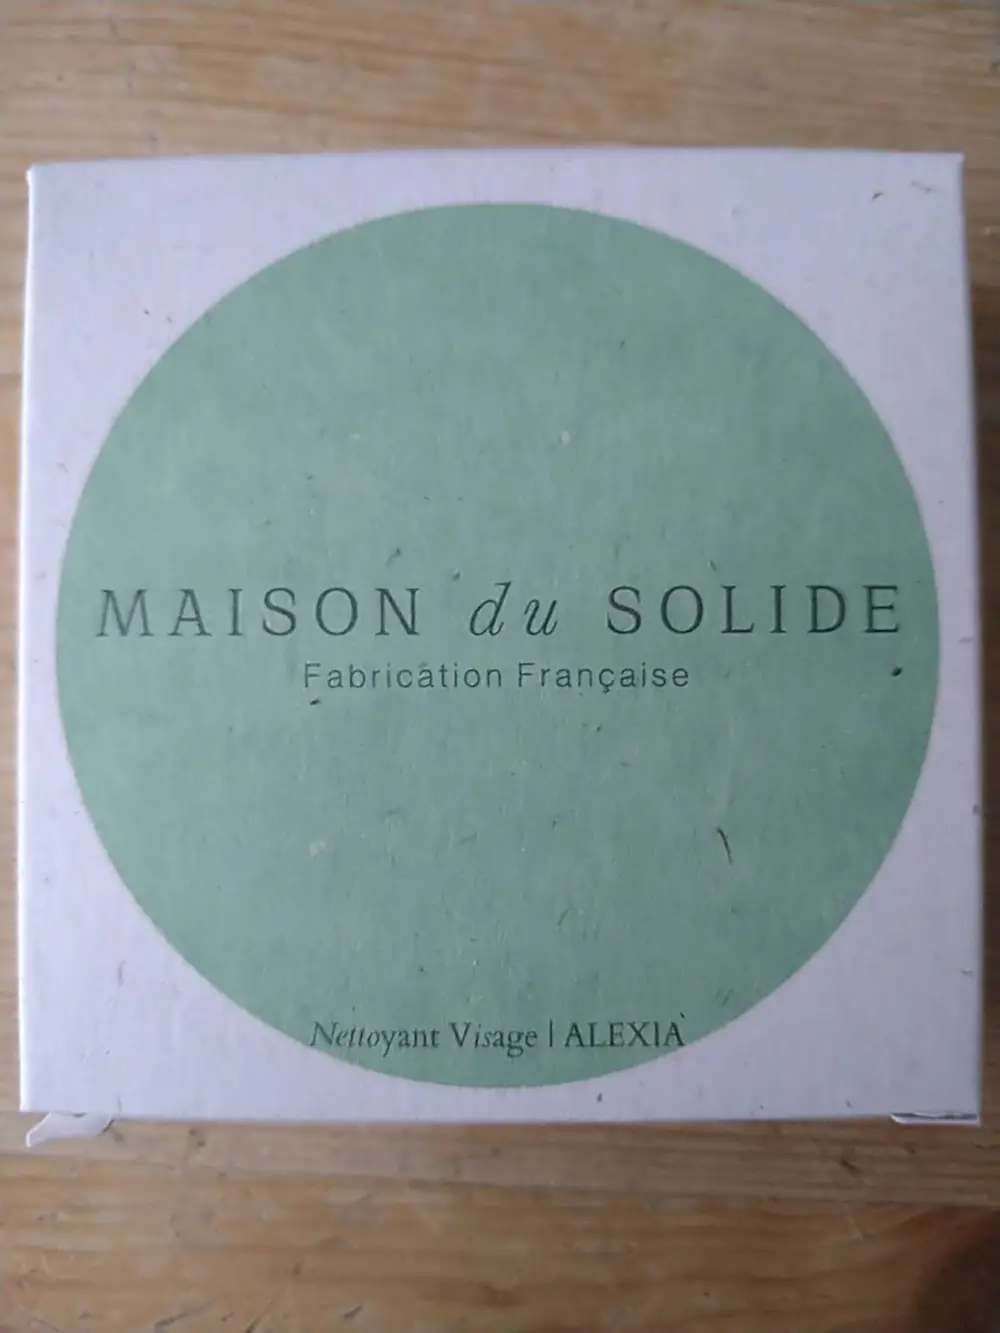 MAISON du SOLIDE
Fabrication Française
Nettoyant Visage | ALEXIA